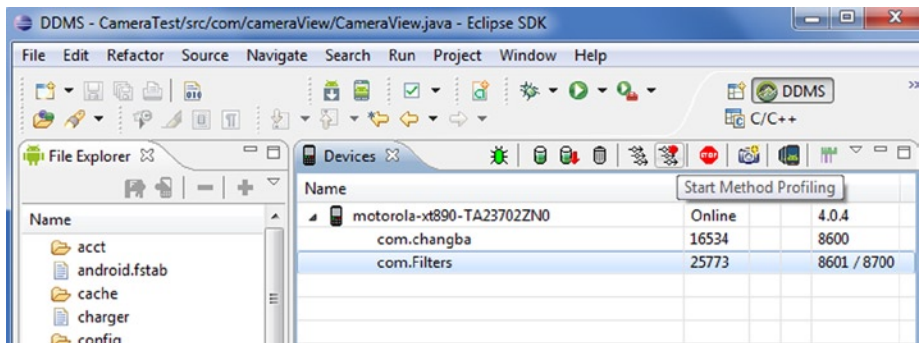 DDMS - CameraTest/src/com/cameraView/CameraView.java - Eclipse SDK
File Edit Refactor Source Navigate Search Run Project Window Help
DDMS
C/C++
File Explorer
Devices
Start Method Profiling
Name
acct
android.fstab
cache
charger
config
Name
motorola-xt890-TA23702ZN0 Online 4.0.4
com.changba 16534 8600
com.Filters 25773 8601 / 8700